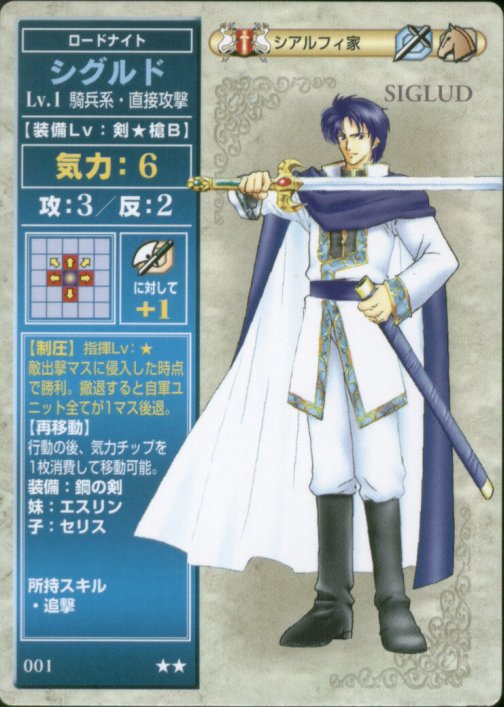 ロードナイト
シグルド
Lv.1 騎兵系・直接攻撃
【装備Lv：剣★槍B】
気力：6
攻：3／反：2
に対して
+1
【制圧】指揮Lv：★
敵出撃マスに侵入した時点
で勝利。撤退すると自軍ユ
ニット全てが1マス後退。
【再移動】
行動の後、気力チップを
1枚消費して移動可能。
装備：鋼の剣
妹：エスリン
子：セリス
所持スキル
・追撃
001
★★
シアルフィ家
SIGLUD